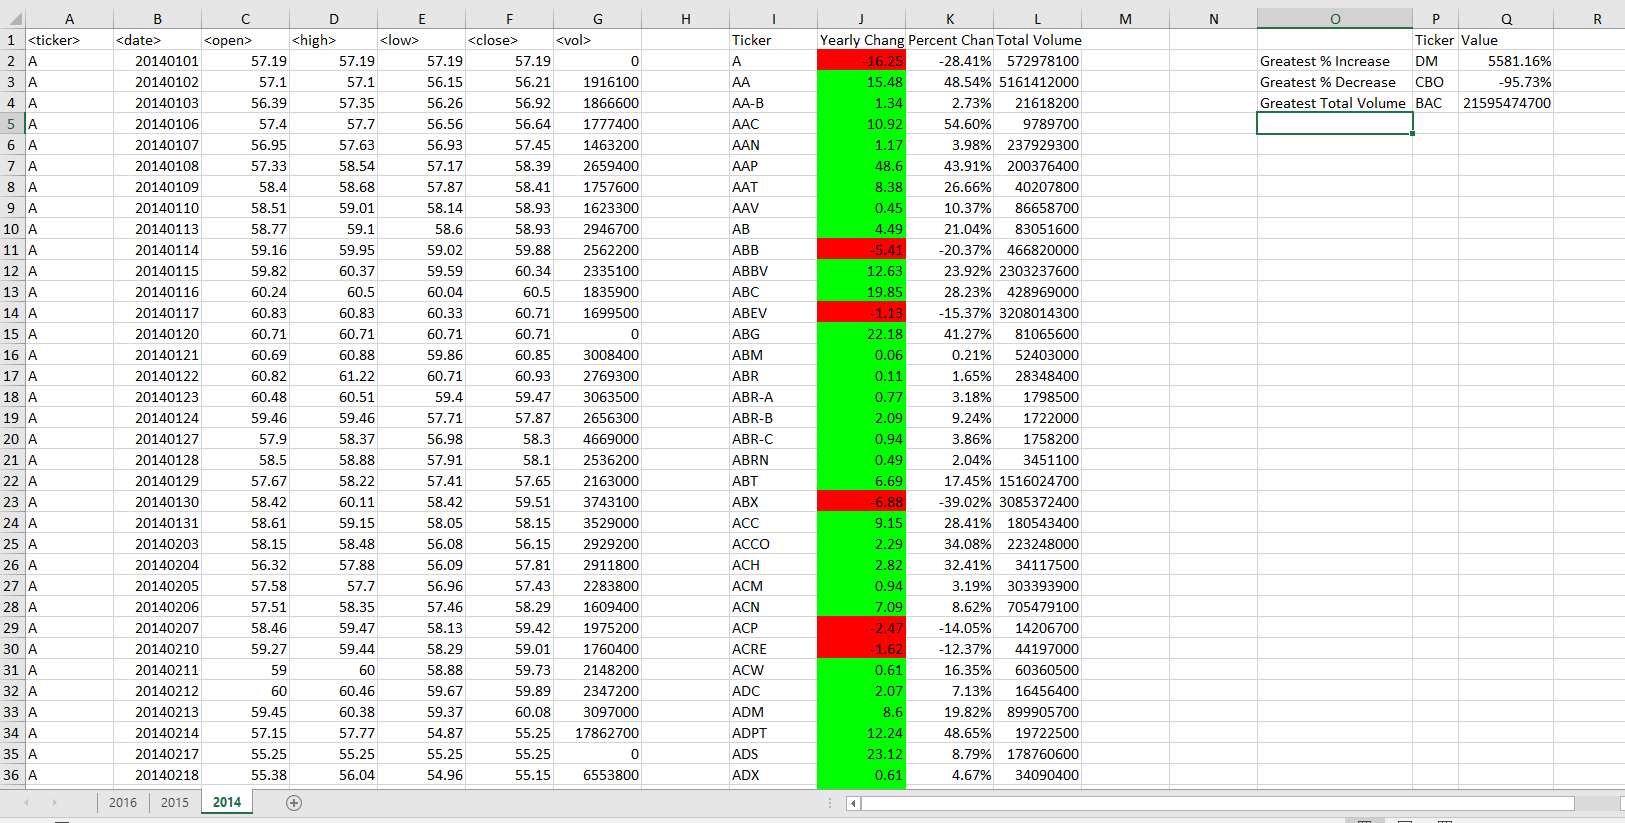 A B C D E F G H I J K L M N O P Q R
1 <ticker> <date> <open> <high> <low> <close> <vol> Ticker Yearly Chang Percent Chan Total Volume Ticker Value
2 A 20140101 57.19 57.19 57.19 57.19 0 A -16.25 -28.41% 572978100 Greatest % Increase DM 5581.16%
3 A 20140102 57.1 57.1 56.15 56.21 1916100 AA 15.48 48.54% 5161412000 Greatest % Decrease CBO -95.73%
4 A 20140103 56.39 57.35 56.26 56.92 1866600 AA-B 1.34 2.73% 21618200 Greatest Total Volume BAC 21595474700
5 A 20140106 57.4 57.7 56.56 56.64 1777400 AAC 10.92 54.60% 9789700
6 A 20140107 56.95 57.63 56.93 57.45 1463200 AAN 1.17 3.98% 237929300
7 A 20140108 57.33 58.54 57.17 58.39 2659400 AAP 48.6 43.91% 200376400
8 A 20140109 58.4 58.68 57.87 58.41 1757600 AAT 8.38 26.66% 40207800
9 A 20140110 58.51 59.01 58.14 58.93 1623300 AAV 0.45 10.37% 86658700
10 A 20140113 58.77 59.1 58.6 58.93 2946700 AB 4.49 21.04% 83051600
11 A 20140114 59.16 59.95 59.02 59.88 2562200 ABB -5.41 -20.37% 466820000
12 A 20140115 59.82 60.37 59.59 60.34 2335100 ABBV 12.63 23.92% 2303237600
13 A 20140116 60.24 60.5 60.04 60.5 1835900 ABC 19.85 28.23% 428969000
14 A 20140117 60.83 60.83 60.33 60.71 1699500 ABEV -1.13 -15.37% 3208014300
15 A 20140120 60.71 60.71 60.71 60.71 0 ABG 22.18 41.27% 81065600
16 A 20140121 60.69 60.88 59.86 60.85 3008400 ABM 0.06 0.21% 52403000
17 A 20140122 60.82 61.22 60.71 60.93 2769300 ABR 0.11 1.65% 28348400
18 A 20140123 60.48 60.51 59.4 59.47 3063500 ABR-A 0.77 3.18% 1798500
19 A 20140124 59.46 59.46 57.71 57.87 2656300 ABR-B 2.09 9.24% 1722000
20 A 20140127 57.9 58.37 56.98 58.3 4669000 ABR-C 0.94 3.86% 1758200
21 A 20140128 58.5 58.88 57.91 58.1 2536200 ABRN 0.49 2.04% 3451100
22 A 20140129 57.67 58.22 57.41 57.65 2163000 ABT 6.69 17.45% 1516024700
23 A 20140130 58.42 60.11 58.42 59.51 3743100 ABX -6.88 -39.02% 3085372400
24 A 20140131 58.61 59.15 58.05 58.15 3529000 ACC 9.15 28.41% 180543400
25 A 20140203 58.15 58.48 56.08 56.15 2929200 ACCO 2.29 34.08% 223248000
26 A 20140204 56.32 57.88 56.09 57.81 2911800 ACH 2.82 32.41% 34117500
27 A 20140205 57.58 57.7 56.96 57.43 2283800 ACM 0.94 3.19% 303393900
28 A 20140206 57.51 58.35 57.46 58.29 1609400 ACN 7.09 8.62% 705479100
29 A 20140207 58.46 59.47 58.13 59.42 1975200 ACP -2.47 -14.05% 14206700
30 A 20140210 59.27 59.44 58.29 59.01 1760400 ACRE -1.62 -12.37% 44197000
31 A 20140211 59 60 58.88 59.73 2148200 ACW 0.61 16.35% 60360500
32 A 20140212 60 60.46 59.67 59.89 2347200 ADC 2.07 7.13% 16456400
33 A 20140213 59.45 60.38 59.37 60.08 3097000 ADM 8.6 19.82% 899905700
34 A 20140214 57.15 57.77 54.87 55.25 17862700 ADPT 12.24 48.65% 19722500
35 A 20140217 55.25 55.25 55.25 55.25 0 ADS 23.12 8.79% 178760600
36 A 20140218 55.38 56.04 54.96 55.15 6553800 ADX 0.61 4.67% 34090400
2016 2015 2014